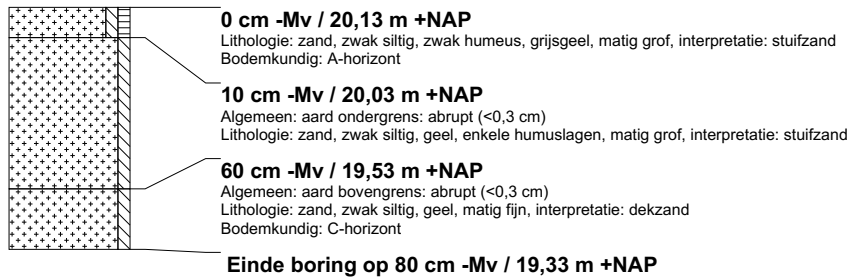 0 cm -Mv / 20,13 m +NAP
Lithologie: zand, zwak siltig, zwak humeus, grijsgeel, matig grof, interpretatie: stuifzand
Bodemkundig: A-horizont
10 cm -Mv / 20,03 m +NAP
Algemeen: aard ondergrens: abrupt (<0,3 cm)
Lithologie: zand, zwak siltig, geel, enkele humuslagen, matig grof, interpretatie: stuifzand
60 cm -Mv / 19,53 m +NAP
Algemeen: aard bovengrens: abrupt (<0,3 cm)
Lithologie: zand, zwak siltig, geel, matig fijn, interpretatie: dekzand
Bodemkundig: C-horizont
Einde boring op 80 cm -Mv / 19,33 m +NAP